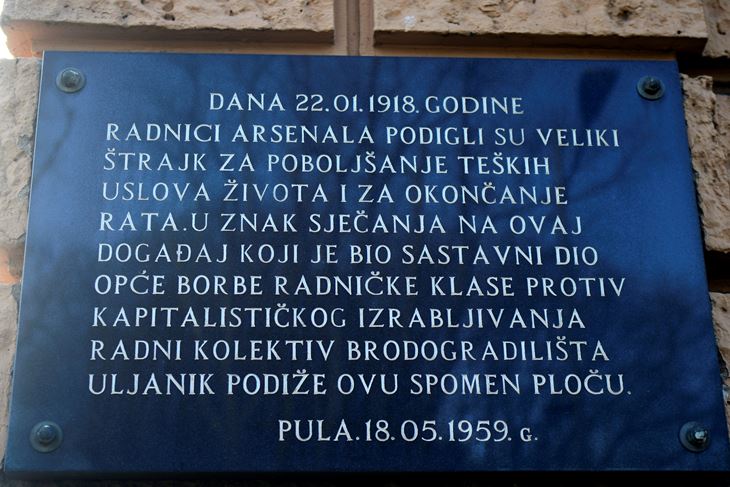 DANA 22.01.1918. GODINE
RADNICI ARSENALA PODIGLI SU VELIKI
ŠTRAJK ZA POBOLJŠANJE TEŠKIH
USLOVA ŽIVOTA I ZA OKONČANJE
RATA. U ZNAK SJEČANJA NA OVAJ
DOGAĐAJ KOJI JE BIO SASTAVNI DIO
OPĆE BORBE RADNIČKE KLASE PROTIV
KAPITALISTIČKOG IZRABLJIVANJA
RADNI KOLEKTIV BRODOGRADILIŠTA
ULJANIK PODIŽE OVU SPOMEN PLOČU.
PULA. 18.05.1959. G.